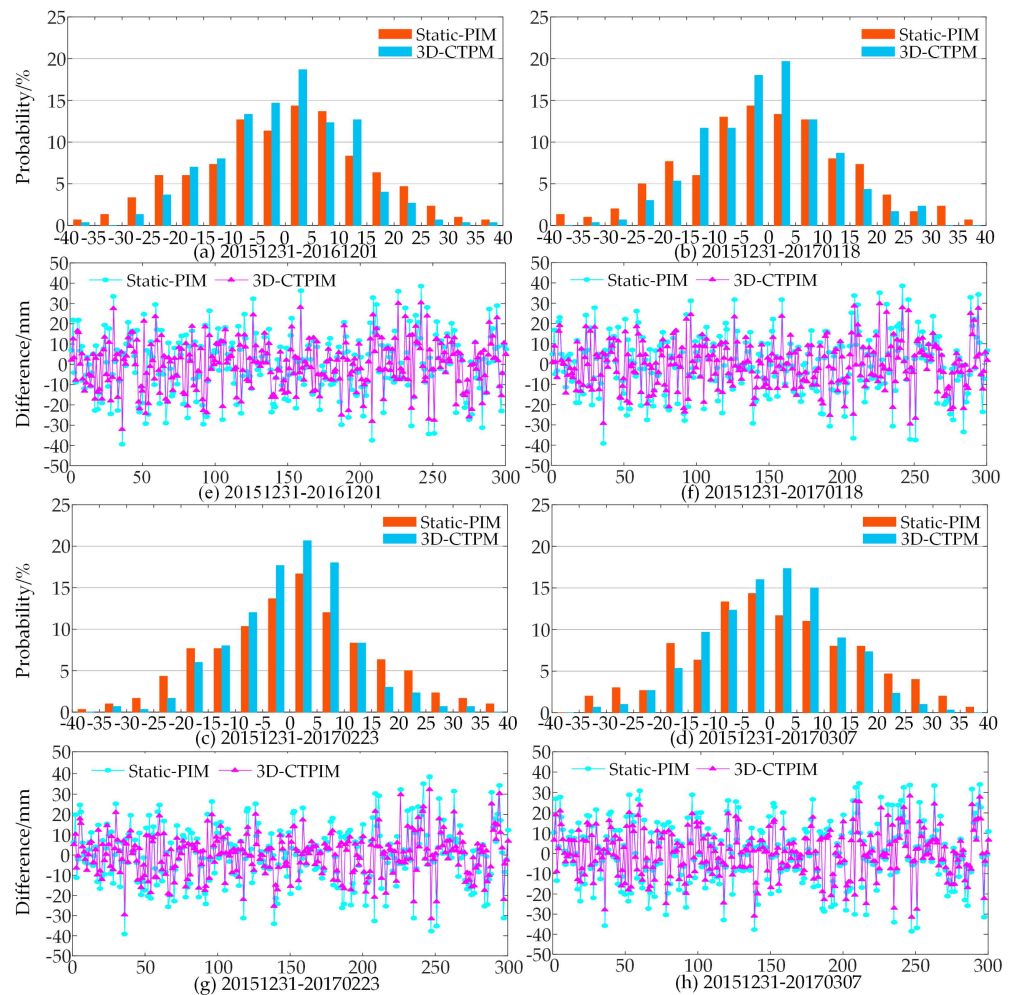 25
20
15
10
5
0
Probability/%
Static-PIM
3D-CTPM
-40 -35 -30 -25 -20 -15 -10 -5 0 5 10 15 20 25 30 35 40
(a) 20151231-20161201
25
20
15
10
5
0
Static-PIM
3D-CTPM
-40 -35 -30 -25 -20 -15 -10 -5 0 5 10 15 20 25 30 35 40
(b) 20151231-20170118
50
40
30
20
10
0
-10
-20
-30
-40
-50
Difference/mm
Static-PIM 3D-CTPIM
0 50 100 150 200 250 300
(e) 20151231-20161201
50
40
30
20
10
0
-10
-20
-30
-40
-50
Static-PIM 3D-CTPIM
0 50 100 150 200 250 300
(f) 20151231-20170118
25
20
15
10
5
0
Probability/%
Static-PIM
3D-CTPM
-40 -35 -30 -25 -20 -15 -10 -5 0 5 10 15 20 25 30 35 40
(c) 20151231-20170223
25
20
15
10
5
0
Static-PIM
3D-CTPM
-40 -35 -30 -25 -20 -15 -10 -5 0 5 10 15 20 25 30 35 40
(d) 20151231-20170307
50
40
30
20
10
0
-10
-20
-30
-40
-50
Difference/mm
Static-PIM 3D-CTPIM
0 50 100 150 200 250 300
(g) 20151231-20170223
50
40
30
20
10
0
-10
-20
-30
-40
-50
Static-PIM 3D-CTPIM
0 50 100 150 200 250 300
(h) 20151231-20170307